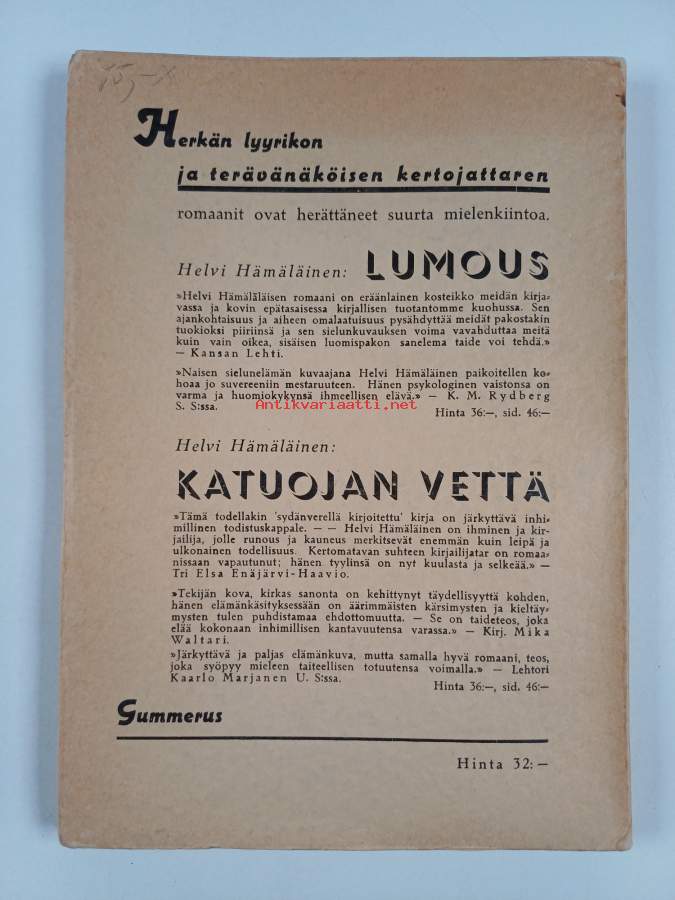 Herkän lyyrikon
ja terävänäköisen kertojattaren
romaanit ovat herättäneet suurta mielenkiintoa.
Helvi Hämäläinen: LUMOUS
»Helvi Hämäläläisen romaani on eräänlainen kosteikko meidän kirja-
vassa ja kovin epätasaisessa kirjallisen tuotantomme kuohussa. Sen
ajankohtaisuus ja aiheen omalaatuisuus pysähdyttää meidät pakostakin
tuokioksi piiriinsä ja sen sielunkuvauksen voima vavahduttaa meitä
kuin vain oikea, sisäisen luomispakon sanelema taide voi tehdä.»
— Kansan Lehti.
»Naisen sielunelämän kuvaajana Helvi Hämäläinen paikoitellen ko-
hoaa jo suvereeniin mestaruuteen. Hänen psykologinen vaistonsa on
varma ja huomiokykynsä ihmeellisen elävä.» — K. M. Rydberg
S. S:ssa.
Antikvariaatti.net
Hinta 36:—, sid. 46:—
Helvi Hämäläinen:
KATUOJAN VETTÄ
»Tämä todellakin 'sydänverellä kirjoitettu' kirja on järkyttävä inhi-
millinen todistuskappale. — — Helvi Hämäläinen on ihminen ja kir-
jailija, jolle runous ja kauneus merkitsevät enemmän kuin leipä ja
ulkonainen todellisuus. Kertomatavan suhteen kirjailijatar on romaa-
nissaan vapautunut; hänen tyylinsä on nyt kuulasta ja selkeää.» —
Tri Elsa Enäjärvi-Haavio.
»Tekijän kova, kirkas sanonta on kehittynyt täydellisyyttä kohden,
hänen elämänkäsityksessään on äärimmäisten kärsimysten ja kieltäy-
mysten tulen puhdistamaa ehdottomuutta. — Se on taideteos, joka
elää kokonaan inhimillisen kantavuutensa varassa.» — Kirj. Mika
Waltari.
»Järkyttävä ja paljas elämänkuva, mutta samalla hyvä romaani, teos,
joka syöpyy mieleen taiteellisen totuutensa voimalla.» — Lehtori
Kaarlo Marjanen U. S:ssa.
Hinta 36:—, sid. 46:—
Gummerus
Hinta 32:—